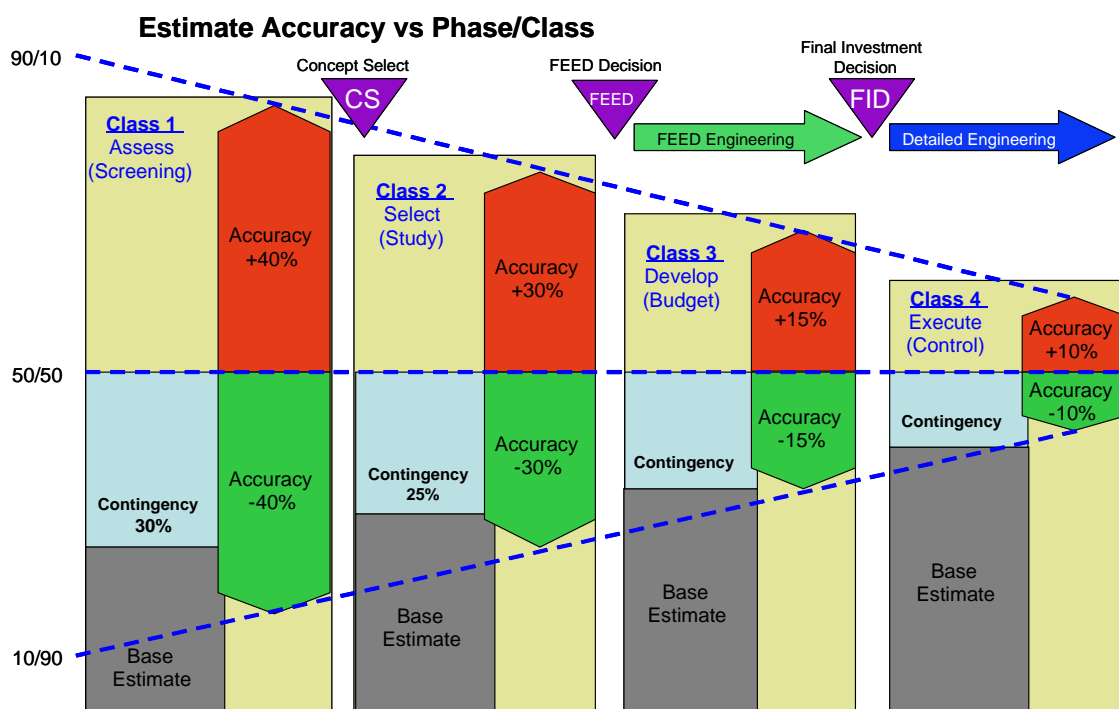 Estimate Accuracy vs Phase/Class
90/10
50/50
10/90
Concept Select
CS
FEED Decision
FEED
Final Investment
Decision
FID
FEED Engineering
Detailed Engineering
Class 1
Assess
(Screening)
Accuracy
+40%
Accuracy
-40%
Contingency
30%
Base
Estimate
Class 2
Select
(Study)
Accuracy
+30%
Accuracy
-30%
Contingency
25%
Base
Estimate
Class 3
Develop
(Budget)
Accuracy
+15%
Accuracy
-15%
Contingency
Base
Estimate
Class 4
Execute
(Control)
Accuracy
+10%
Accuracy
-10%
Contingency
Base
Estimate